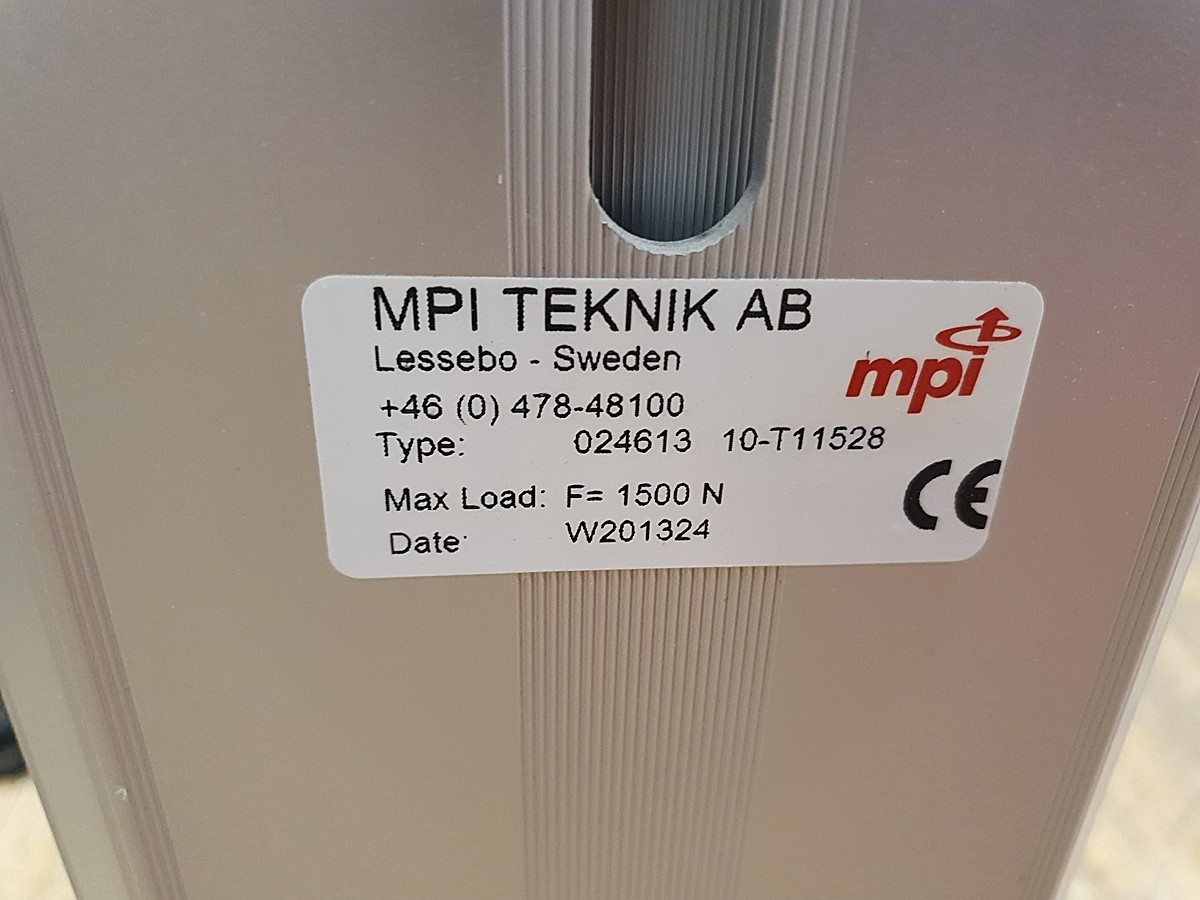 MPI TEKNIK AB
Lessebo - Sweden
mpi
+46 (0) 478-48100
Type: 024613 10-T11528
Max Load: F= 1500 N
CE
Date: W201324